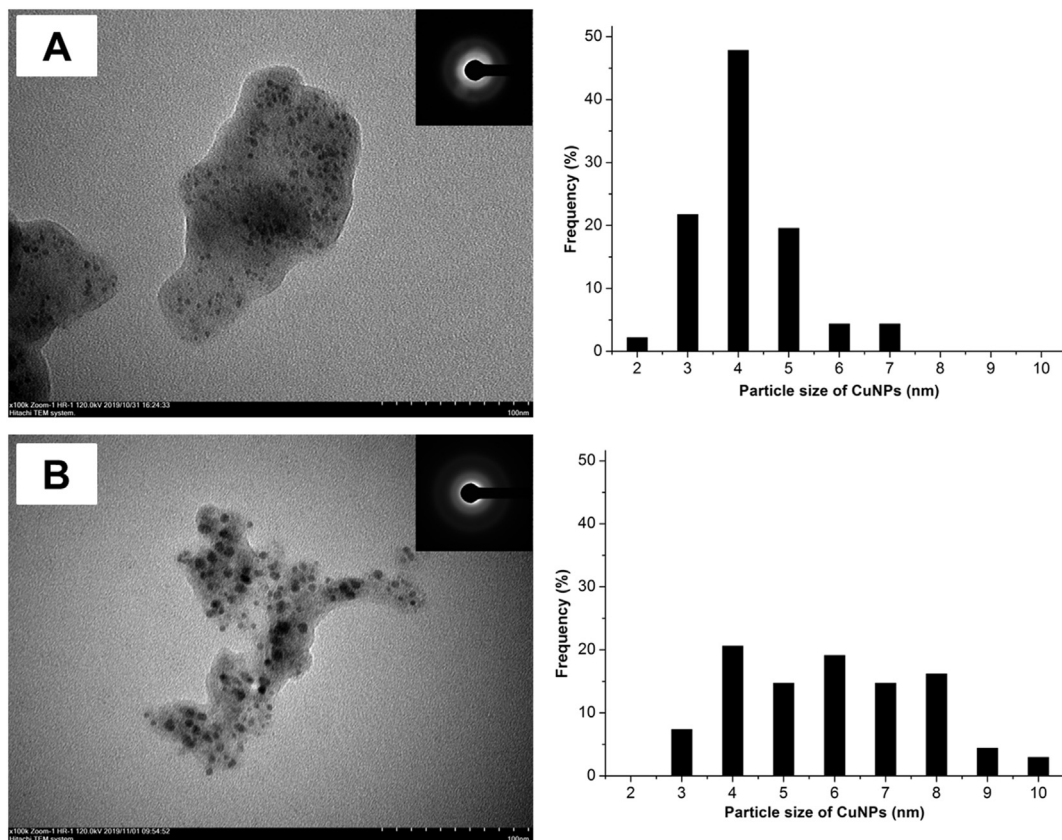 A
x100k Zoom-1 HR-1 120.0kV 2019/10/31 16:24:33
Hitachi TEM system.
100nm
Frequency (%)
50
40
30
20
10
0
2 3 4 5 6 7 8 9 10
Particle size of CuNPs (nm)
B
x100k Zoom-1 HR-1 120.0kV 2019/11/01 09:54:52
Hitachi TEM system.
100nm
Frequency (%)
50
40
30
20
10
0
2 3 4 5 6 7 8 9 10
Particle size of CuNPs (nm)